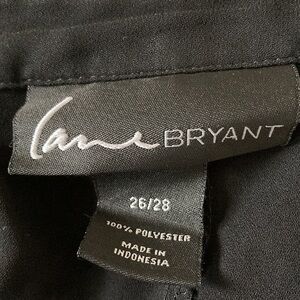 Lane BRYANT
26/28
100% POLYESTER
MADE IN
INDONESIA